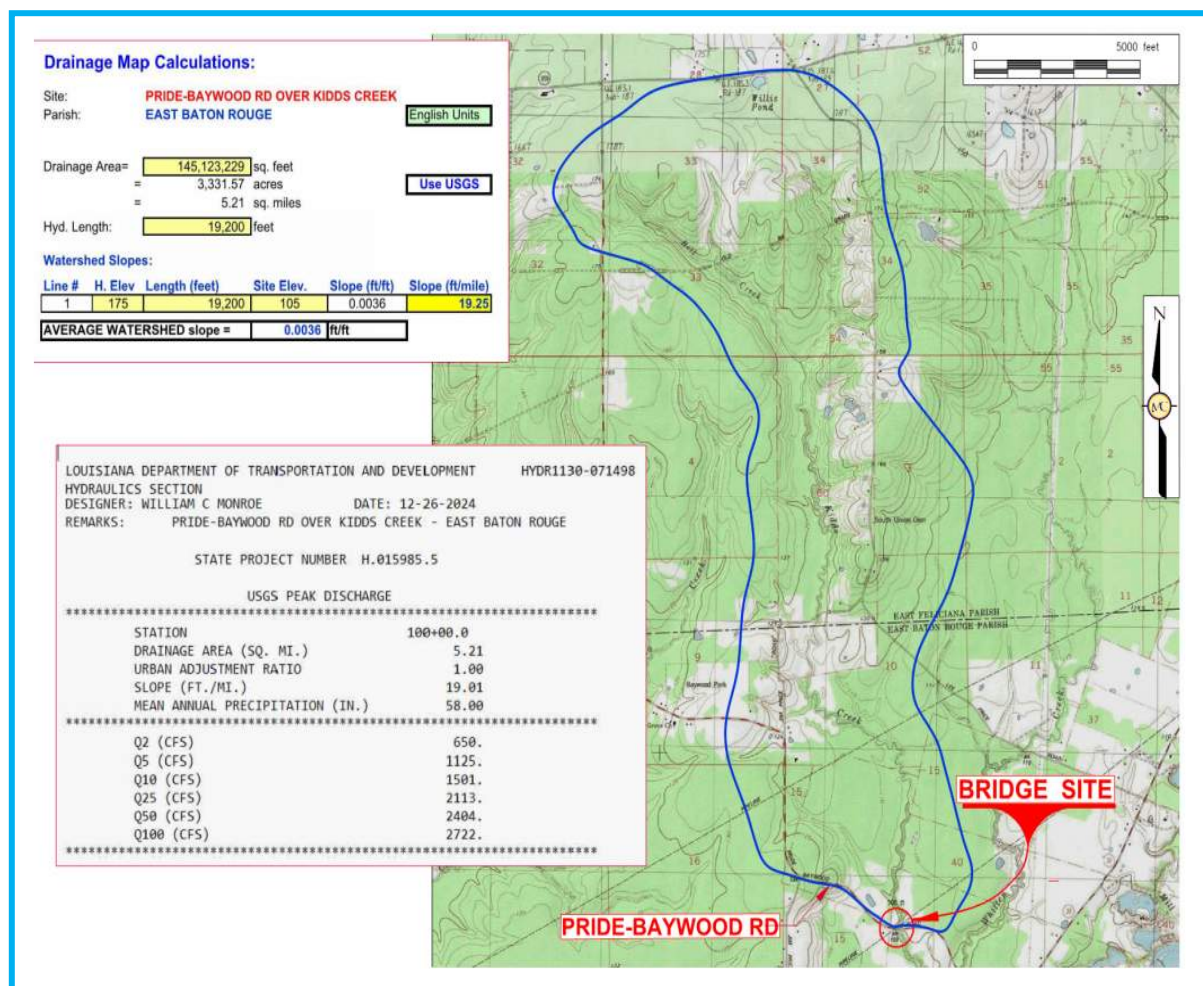 Drainage Map Calculations:
Site: PRIDE-BAYWOOD RD OVER KIDDS CREEK
Parish: EAST BATON ROUGE English Units
Drainage Area= 145,123,229 sq. feet
= 3,331.57 acres Use USGS
= 5.21 sq. miles
Hyd. Length: 19,200 feet
Watershed Slopes:
Line # H. Elev Length (feet) Site Elev. Slope (ft/ft) Slope (ft/mile)
1 175 19,200 105 0.0036 19.25
AVERAGE WATERSHED slope = 0.0036 ft/ft
0 5000 feet
LOUISIANA DEPARTMENT OF TRANSPORTATION AND DEVELOPMENT HYDR1130-071498
HYDRAULICS SECTION
DESIGNER: WILLIAM C MONROE DATE: 12-26-2024
REMARKS: PRIDE-BAYWOOD RD OVER KIDDS CREEK - EAST BATON ROUGE
STATE PROJECT NUMBER H.015985.5
USGS PEAK DISCHARGE
******************************************************************************
STATION 100+00.0
DRAINAGE AREA (SQ. MI.) 5.21
URBAN ADJUSTMENT RATIO 1.00
SLOPE (FT./MI.) 19.01
MEAN ANNUAL PRECIPITATION (IN.) 58.00
******************************************************************************
Q2 (CFS) 650.
Q5 (CFS) 1125.
Q10 (CFS) 1501.
Q25 (CFS) 2113.
Q50 (CFS) 2404.
Q100 (CFS) 2722.
******************************************************************************
N
MC
Willie
Pond
Creek
Kidds
Creek
EAST FELICIANA PARISH
EAST BATON ROUGE PARISH
Baywood Park
Creek
Creek
BRIDGE SITE
PRIDE-BAYWOOD RD